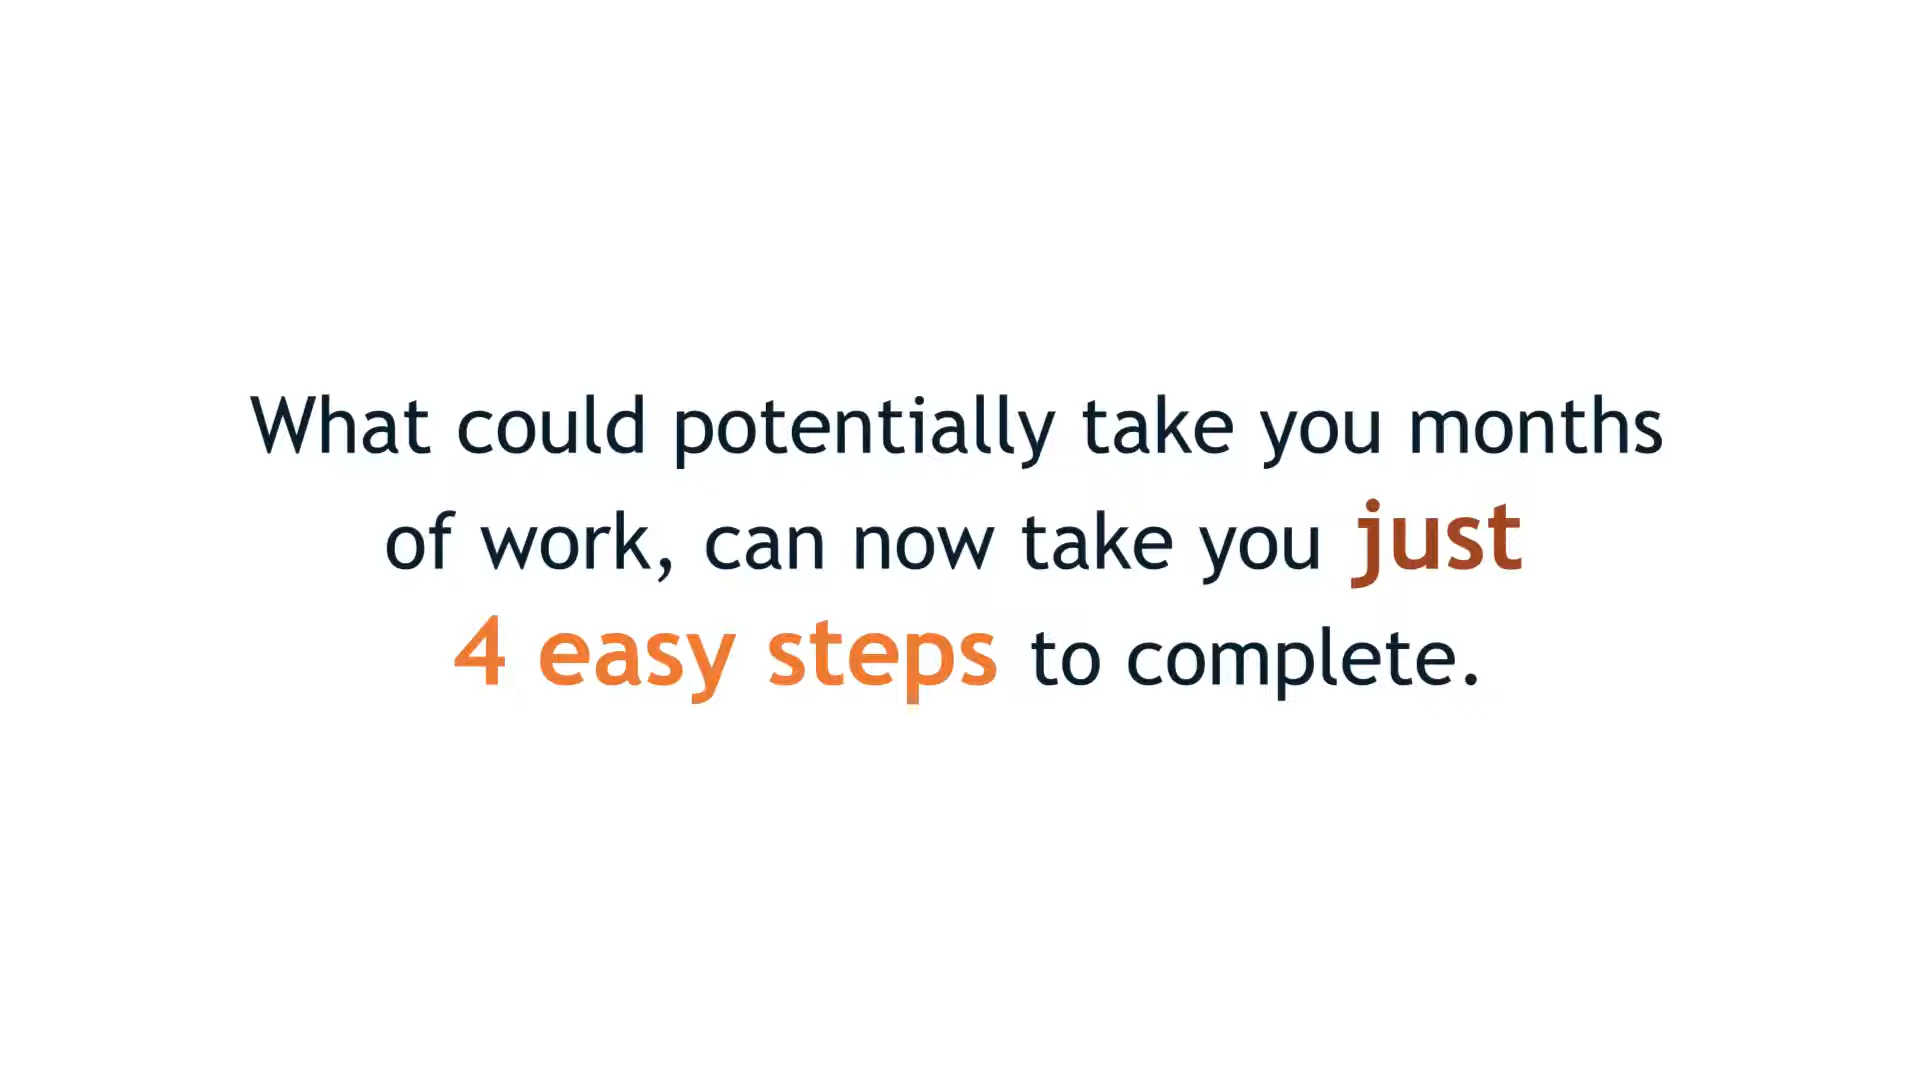 What could potentially take you months
of work, can now take you just
4 easy steps to complete.